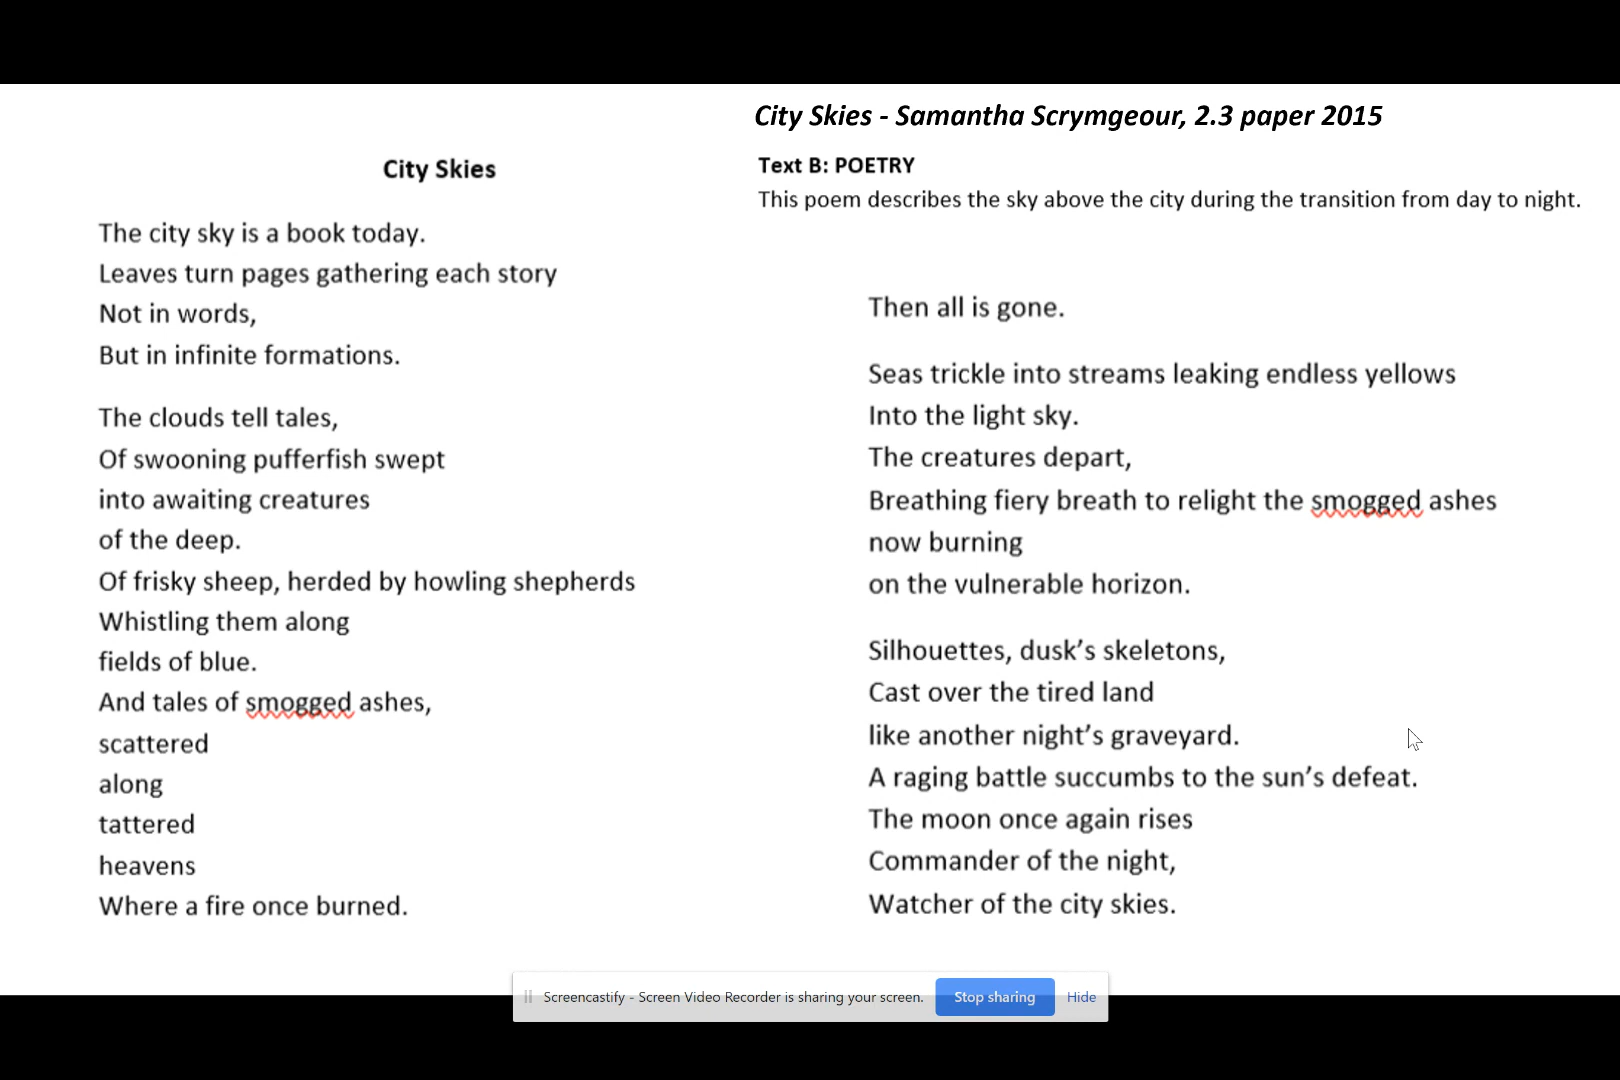 City Skies - Samantha Scrymgeour, 2.3 paper 2015
Text B: POETRY
This poem describes the sky above the city during the transition from day to night.
City Skies
The city sky is a book today.
Leaves turn pages gathering each story
Not in words,
But in infinite formations.
The clouds tell tales,
Of swooning pufferfish swept
into awaiting creatures
of the deep.
Of frisky sheep, herded by howling shepherds
Whistling them along
fields of blue.
And tales of smogged ashes,
scattered
along
tattered
heavens
Where a fire once burned.
Then all is gone.
Seas trickle into streams leaking endless yellows
Into the light sky.
The creatures depart,
Breathing fiery breath to relight the smogged ashes
now burning
on the vulnerable horizon.
Silhouettes, dusk’s skeletons,
Cast over the tired land
like another night’s graveyard.
A raging battle succumbs to the sun’s defeat.
The moon once again rises
Commander of the night,
Watcher of the city skies.
Screencastify - Screen Video Recorder is sharing your screen.
Stop sharing
Hide